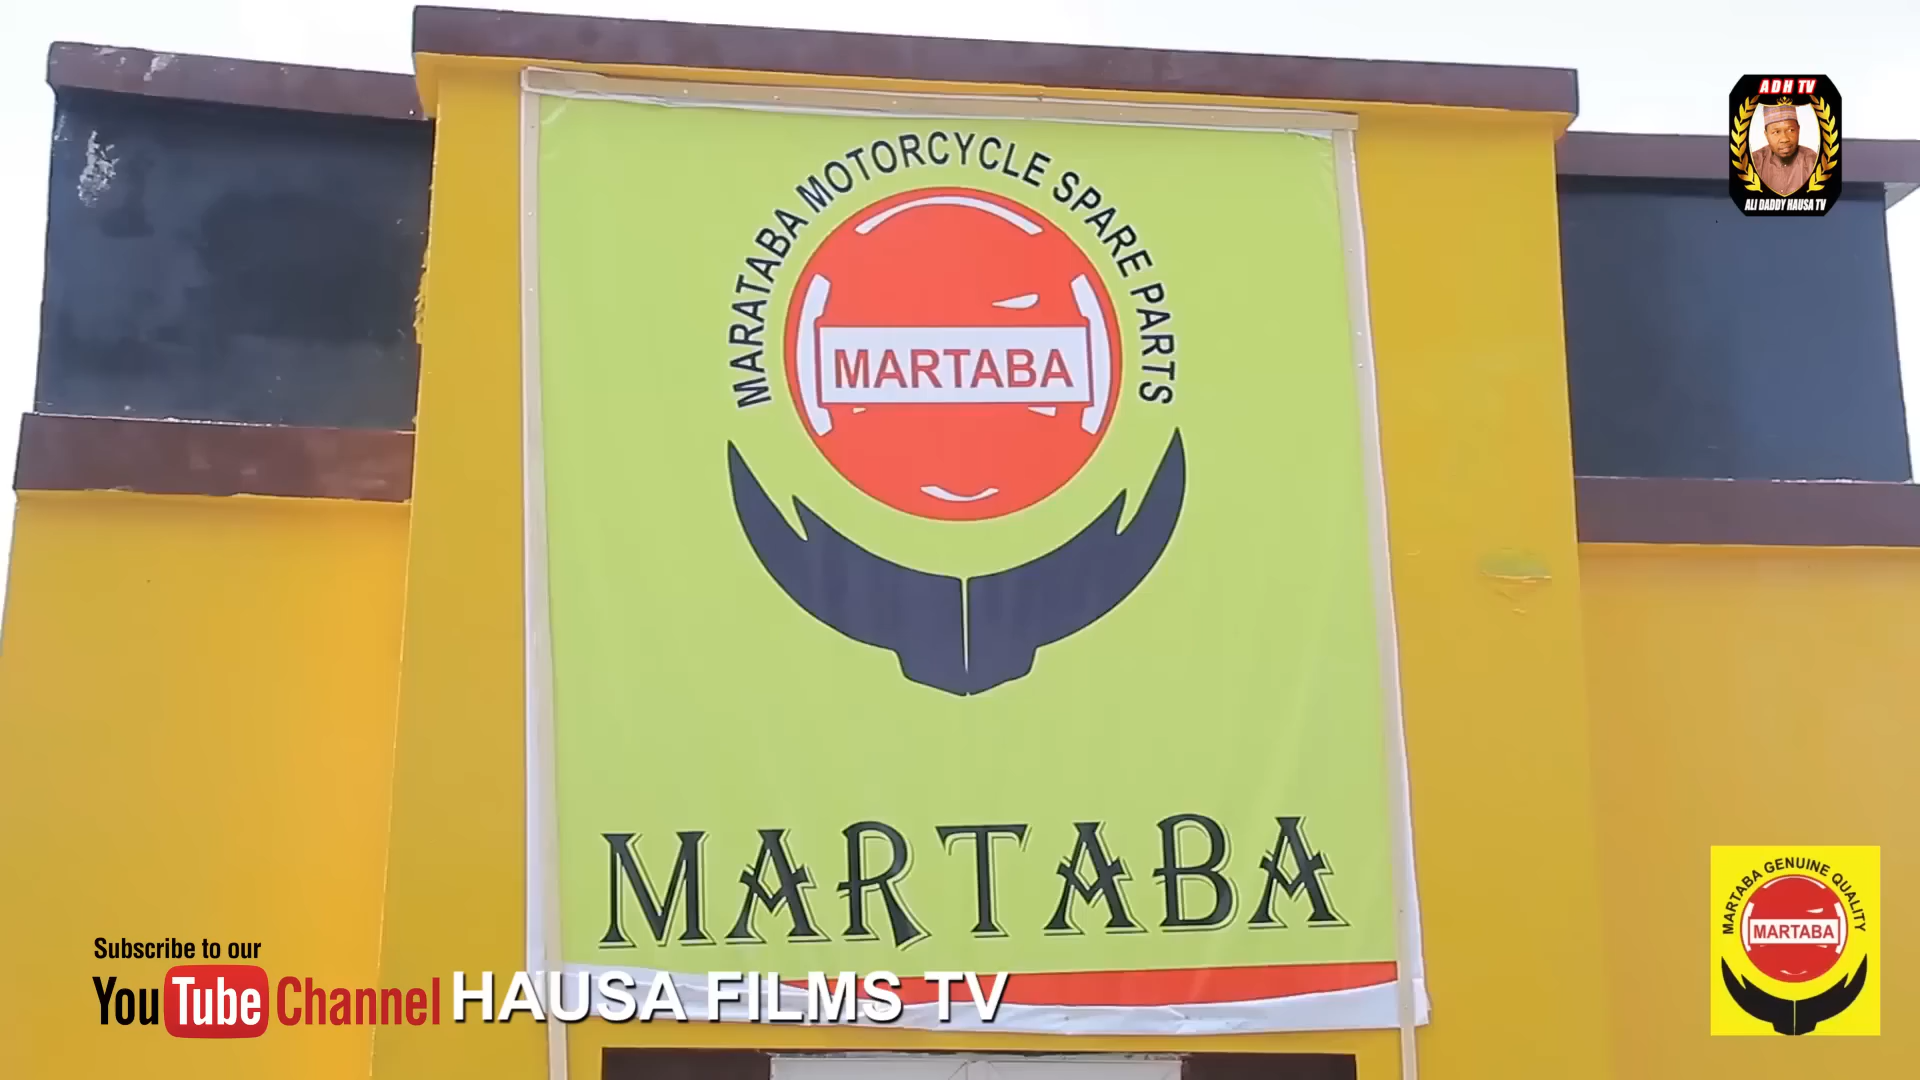 ADH TV
ALI DADDY HAUSA TV
MARATABA MOTORCYCLE SPARE PARTS
MARTABA
MARTABA
MARTABA GENUINE QUALITY
MARTABA
Subscribe to our
YouTube Channel HAUSA FILMS TV